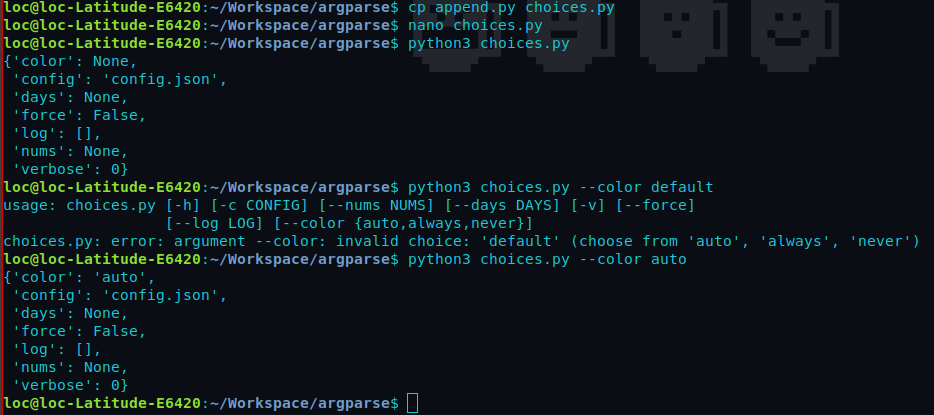 loc@loc-Latitude-E6420:~/Workspace/argparse$ cp append.py choices.py
loc@loc-Latitude-E6420:~/Workspace/argparse$ nano choices.py
loc@loc-Latitude-E6420:~/Workspace/argparse$ python3 choices.py
{'color': None,
 'config': 'config.json',
 'days': None,
 'force': False,
 'log': [],
 'nums': None,
 'verbose': 0}
loc@loc-Latitude-E6420:~/Workspace/argparse$ python3 choices.py --color default
usage: choices.py [-h] [-c CONFIG] [--nums NUMS] [--days DAYS] [-v] [--force]
                  [--log LOG] [--color {auto,always,never}]
choices.py: error: argument --color: invalid choice: 'default' (choose from 'auto', 'always', 'never')
loc@loc-Latitude-E6420:~/Workspace/argparse$ python3 choices.py --color auto
{'color': 'auto',
 'config': 'config.json',
 'days': None,
 'force': False,
 'log': [],
 'nums': None,
 'verbose': 0}
loc@loc-Latitude-E6420:~/Workspace/argparse$